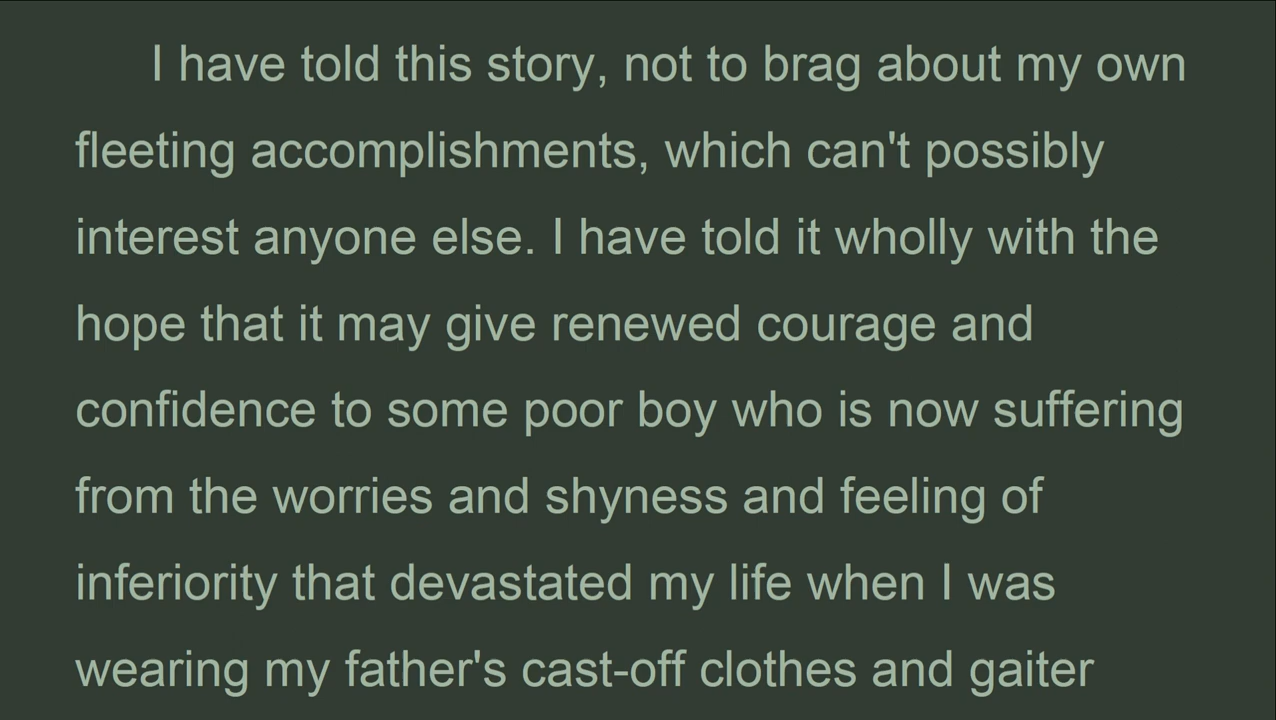 I have told this story, not to brag about my own
fleeting accomplishments, which can't possibly
interest anyone else. I have told it wholly with the
hope that it may give renewed courage and
confidence to some poor boy who is now suffering
from the worries and shyness and feeling of
inferiority that devastated my life when I was
wearing my father's cast-off clothes and gaiter